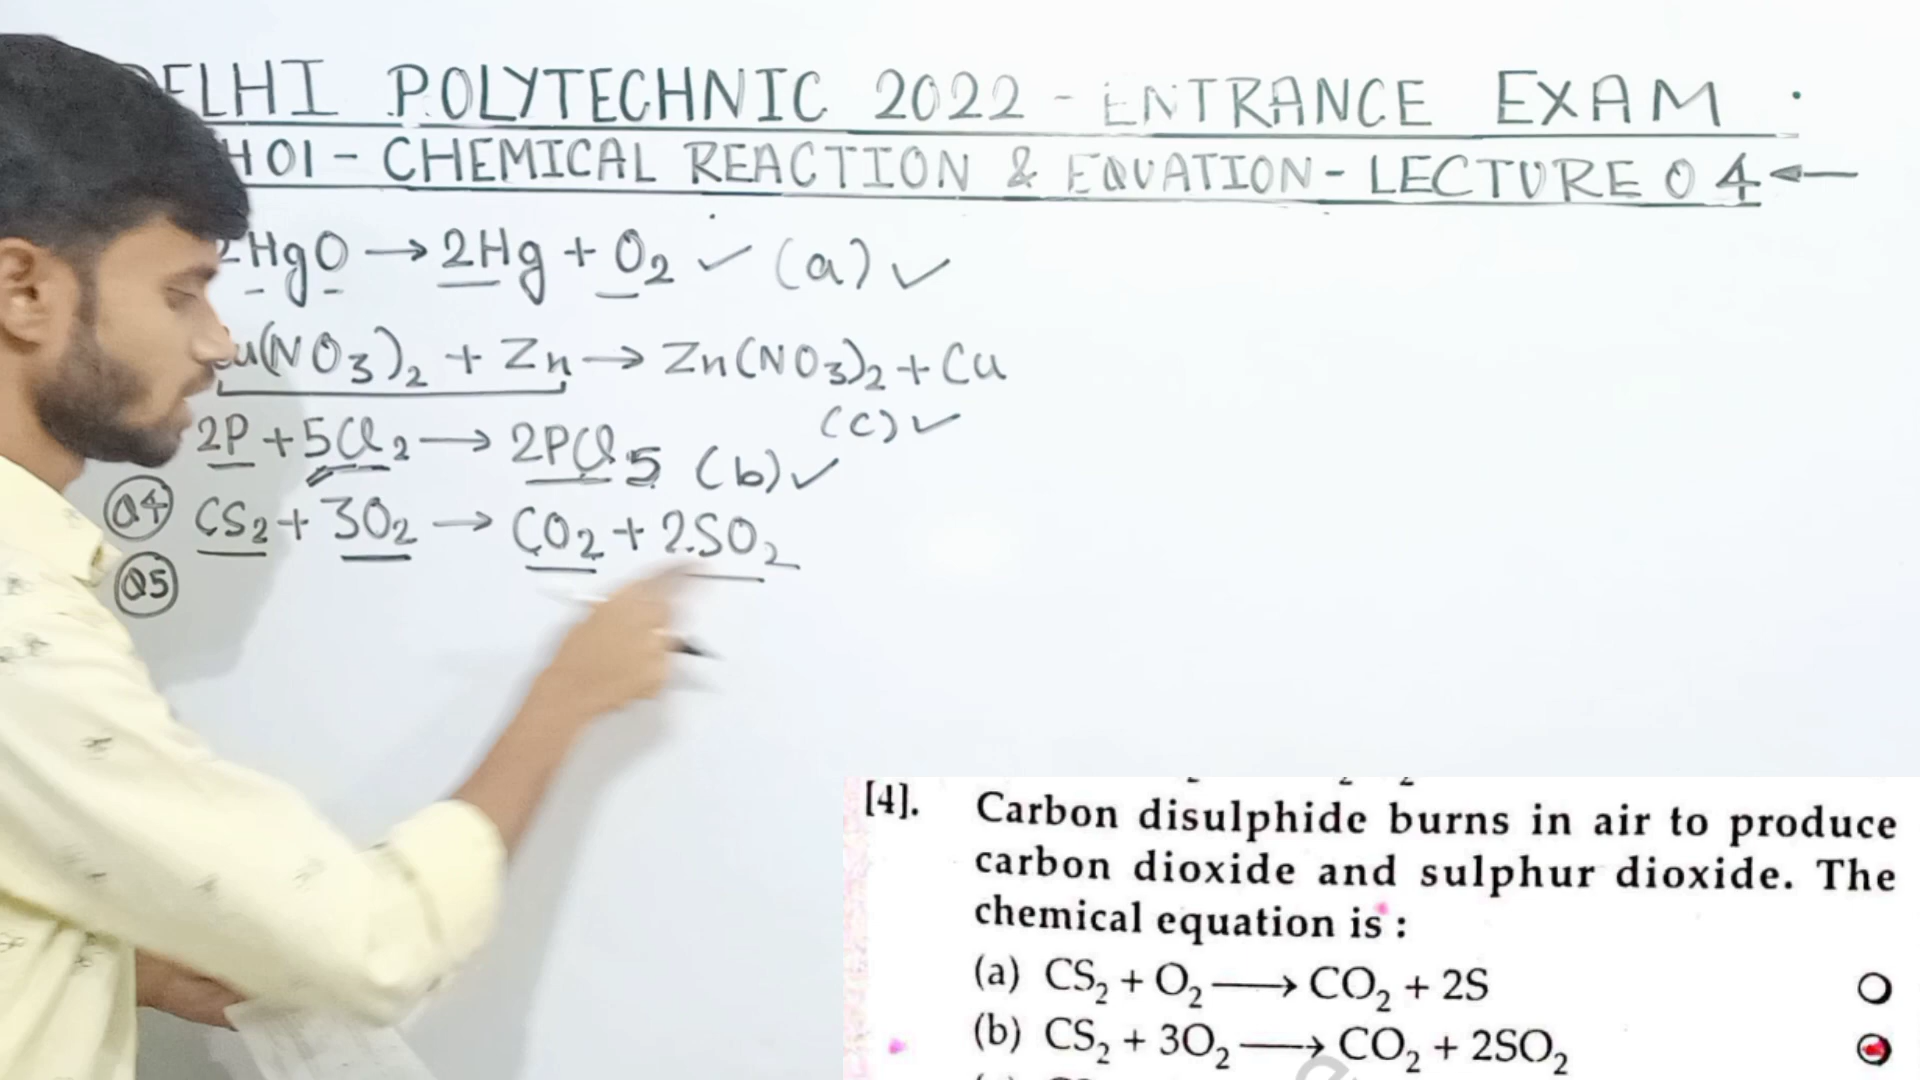 ELHI POLYTECHNIC 2022 - ENTRANCE EXAM .
H01 - CHEMICAL REACTION & EQUATION - LECTURE 04 ←
2HgO → 2Hg + O₂ ✓ (a) ✓
u(NO₃)₂ + Zn → Zn(NO₃)₂ + Cu
(c) ✓
2P + 5Cl₂ → 2PCl₅ (b) ✓
Q4 CS₂ + 3O₂ → CO₂ + 2SO₂
Q5
[4]. Carbon disulphide burns in air to produce
carbon dioxide and sulphur dioxide. The
chemical equation is :
(a) CS₂ + O₂ ⟶ CO₂ + 2S
(b) CS₂ + 3O₂ ⟶ CO₂ + 2SO₂